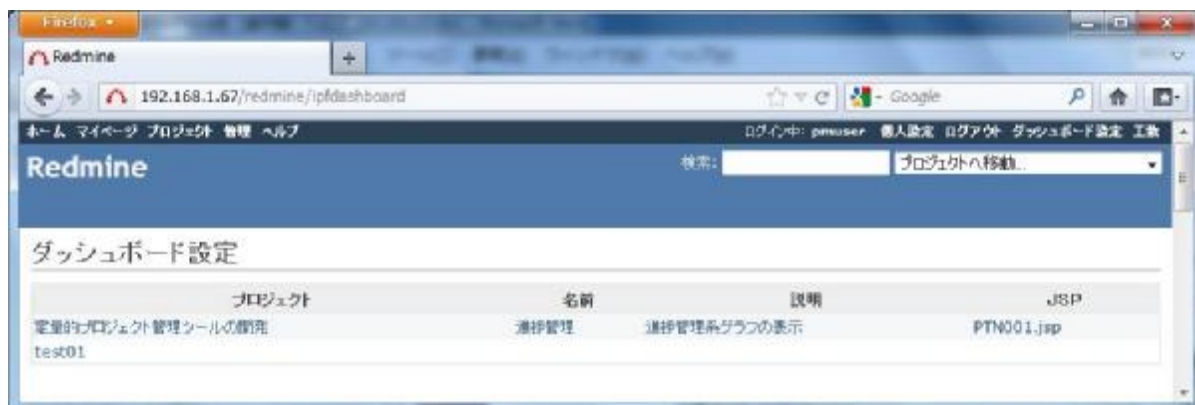 Firefox
Redmine
192.168.1.67/redmine/ipfdashboard
Google
ホーム マイページ プロジェクト 管理 ヘルプ
ログイン中: pmuser 個人設定 ログアウト ダッシュボード設定 工数
Redmine
検索:
プロジェクトへ移動...
ダッシュボード設定
プロジェクト 名前 説明 JSP
定量的プロジェクト管理ツールの開発 進捗管理 進捗管理系グラフの表示 PTN001.jsp
test01